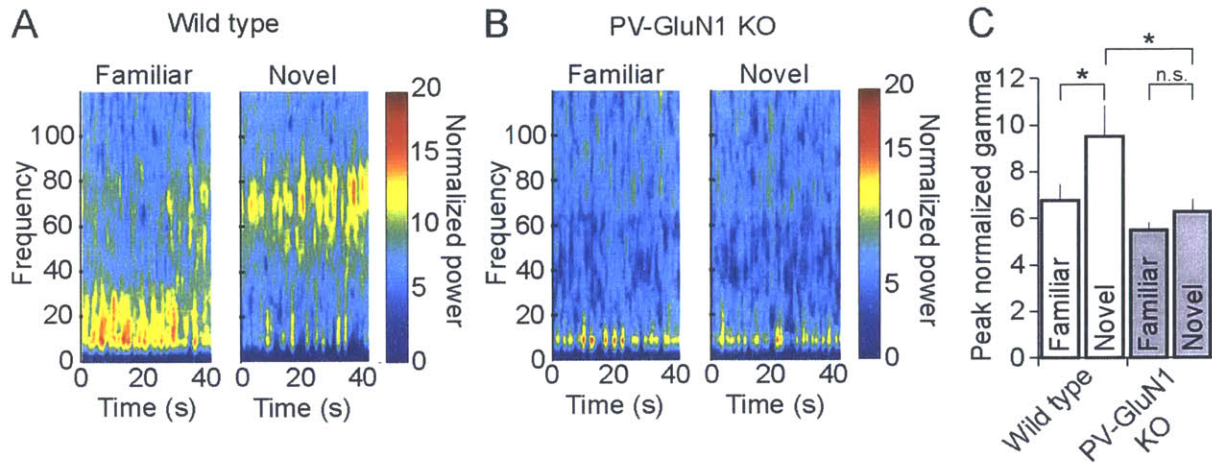 A
Wild type
Familiar
Novel
Frequency
100
80
60
40
20
0
0 20 40
0 20 40
Time (s)
Time (s)
20
15
10
5
0
Normalized power
B
PV-GluN1 KO
Familiar
Novel
Frequency
100
80
60
40
20
0
0 20 40
0 20 40
Time (s)
Time (s)
20
15
10
5
0
Normalized power
C
*
*
n.s.
Peak normalized gamma
12
10
8
6
4
2
0
Familiar
Novel
Familiar
Novel
Wild type
PV-GluN1
KO